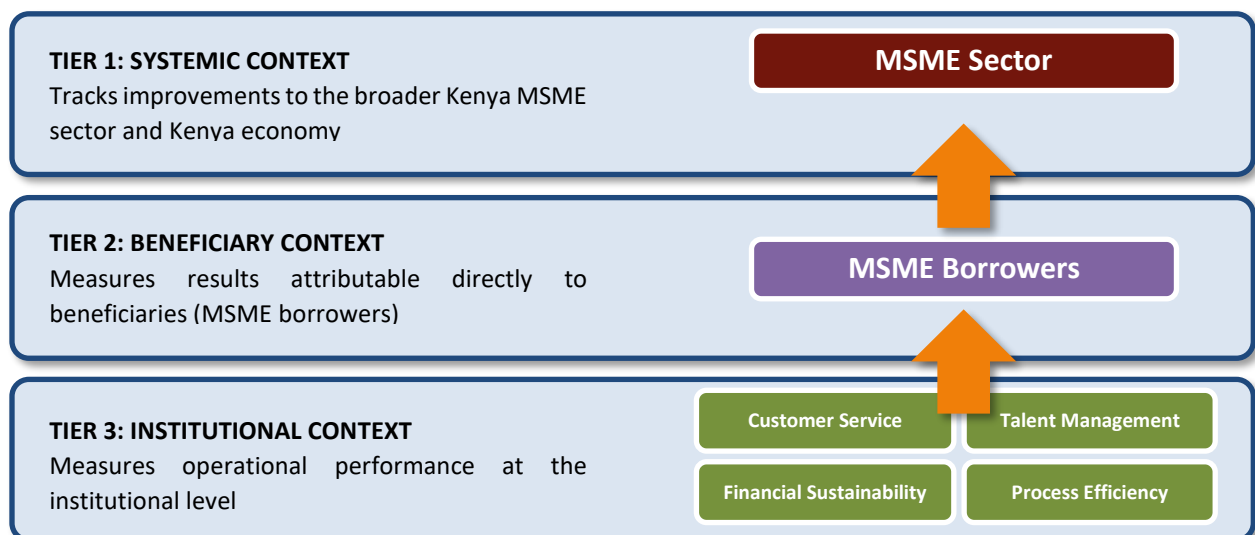 TIER 1: SYSTEMIC CONTEXT
Tracks improvements to the broader Kenya MSME
sector and Kenya economy
MSME Sector
TIER 2: BENEFICIARY CONTEXT
Measures results attributable directly to
beneficiaries (MSME borrowers)
MSME Borrowers
TIER 3: INSTITUTIONAL CONTEXT
Measures operational performance at the
institutional level
Customer Service
Talent Management
Financial Sustainability
Process Efficiency